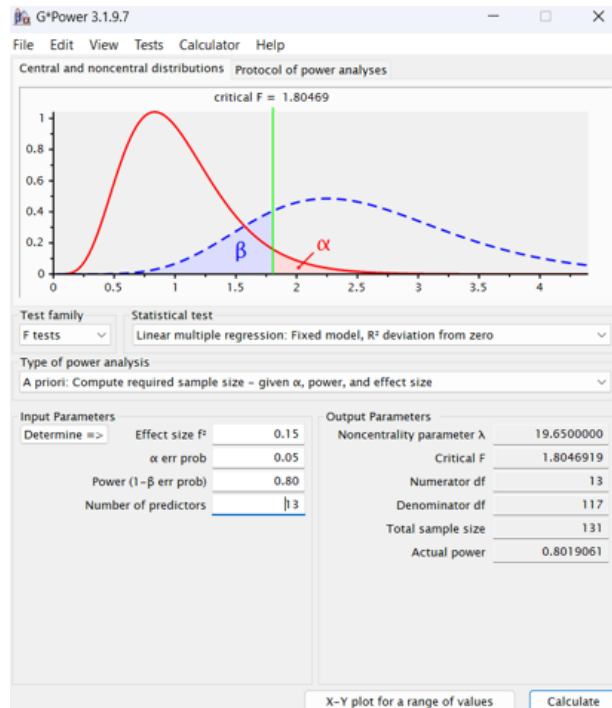 G*Power 3.1.9.7
File Edit View Tests Calculator Help
Central and noncentral distributions Protocol of power analyses
critical F = 1.80469
1
0.8
0.6
0.4
0.2
0
β
α
0 0.5 1 1.5 2 2.5 3 3.5 4
Test family Statistical test
F tests Linear multiple regression: Fixed model, R² deviation from zero
Type of power analysis
A priori: Compute required sample size – given α, power, and effect size
Input Parameters Output Parameters
Determine => Effect size f² 0.15 Noncentrality parameter λ 19.6500000
α err prob 0.05 Critical F 1.8046919
Power (1-β err prob) 0.80 Numerator df 13
Number of predictors 13 Denominator df 117
Total sample size 131
Actual power 0.8019061
X-Y plot for a range of values Calculate